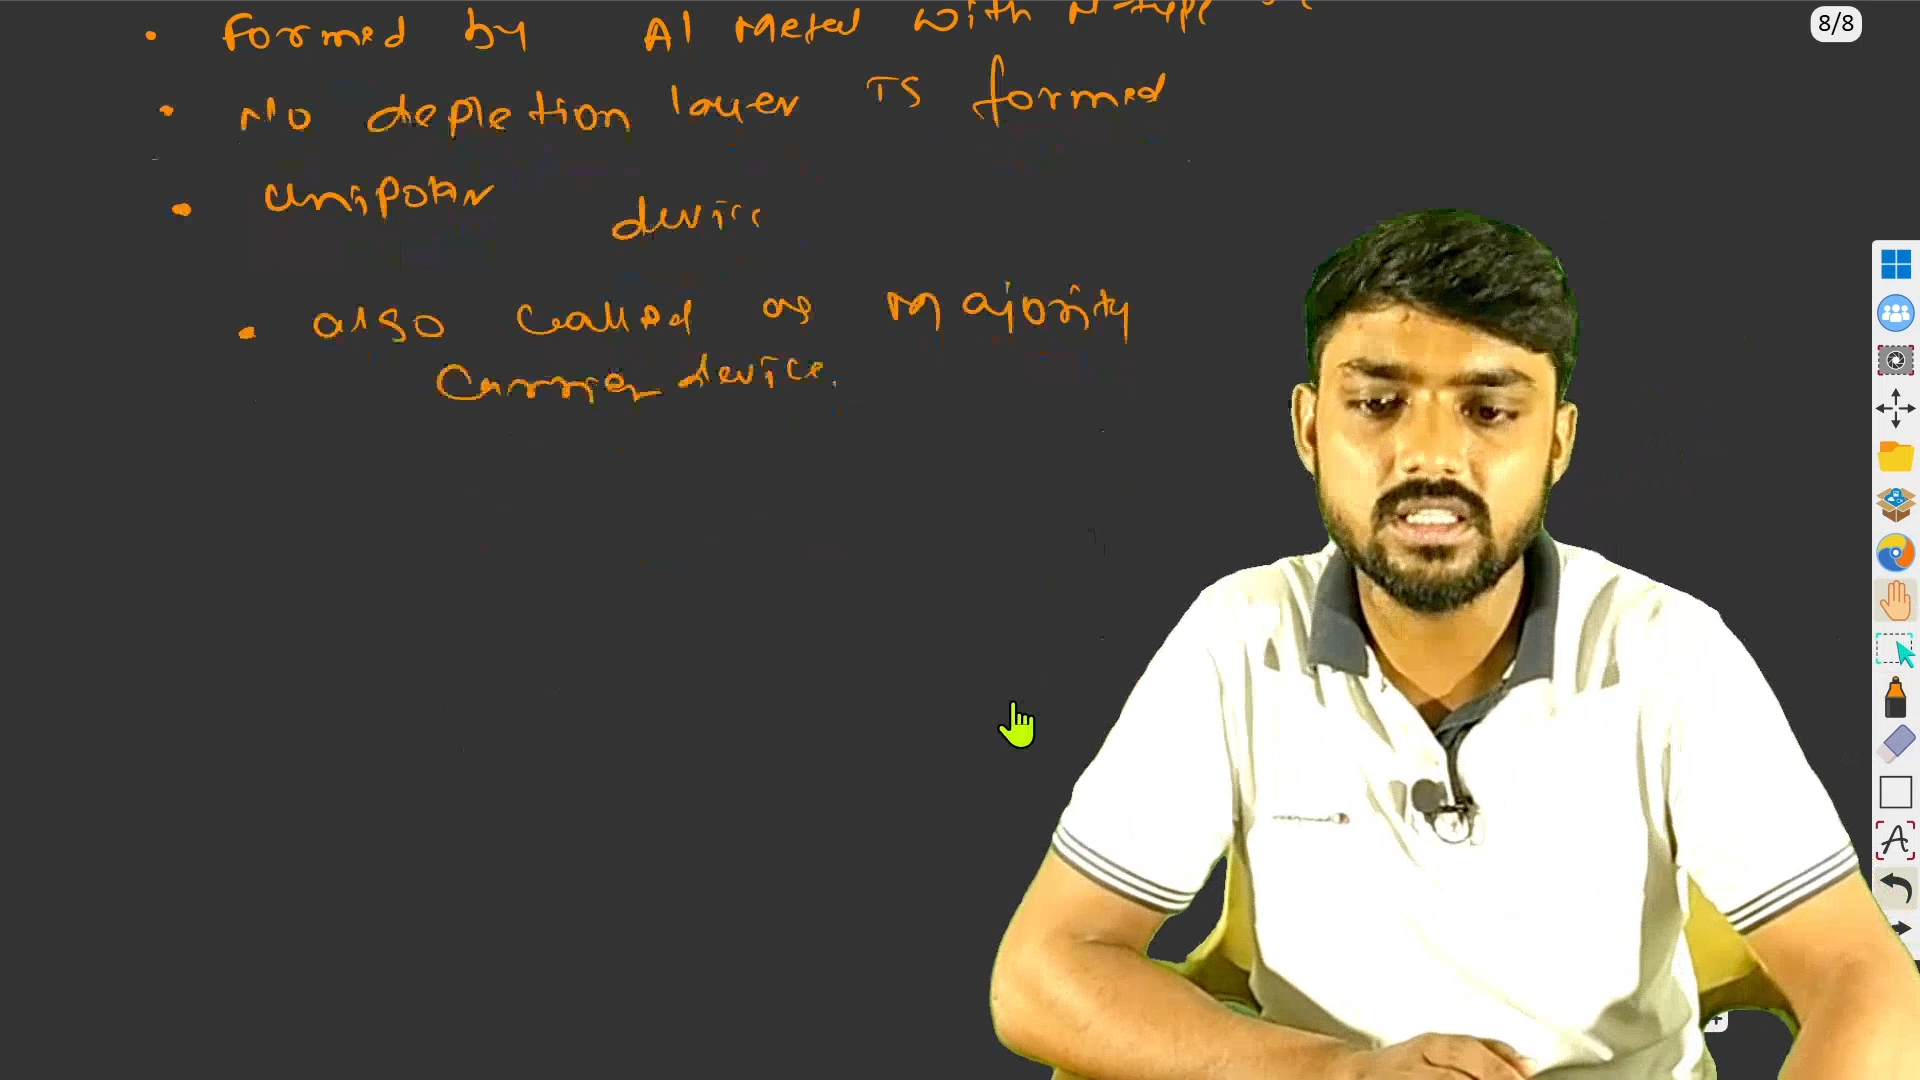 8/8
• Formed by Al Metal with N-type
• No depletion layer is formed
• unipolar device
• also called as Majority
Carrier device.